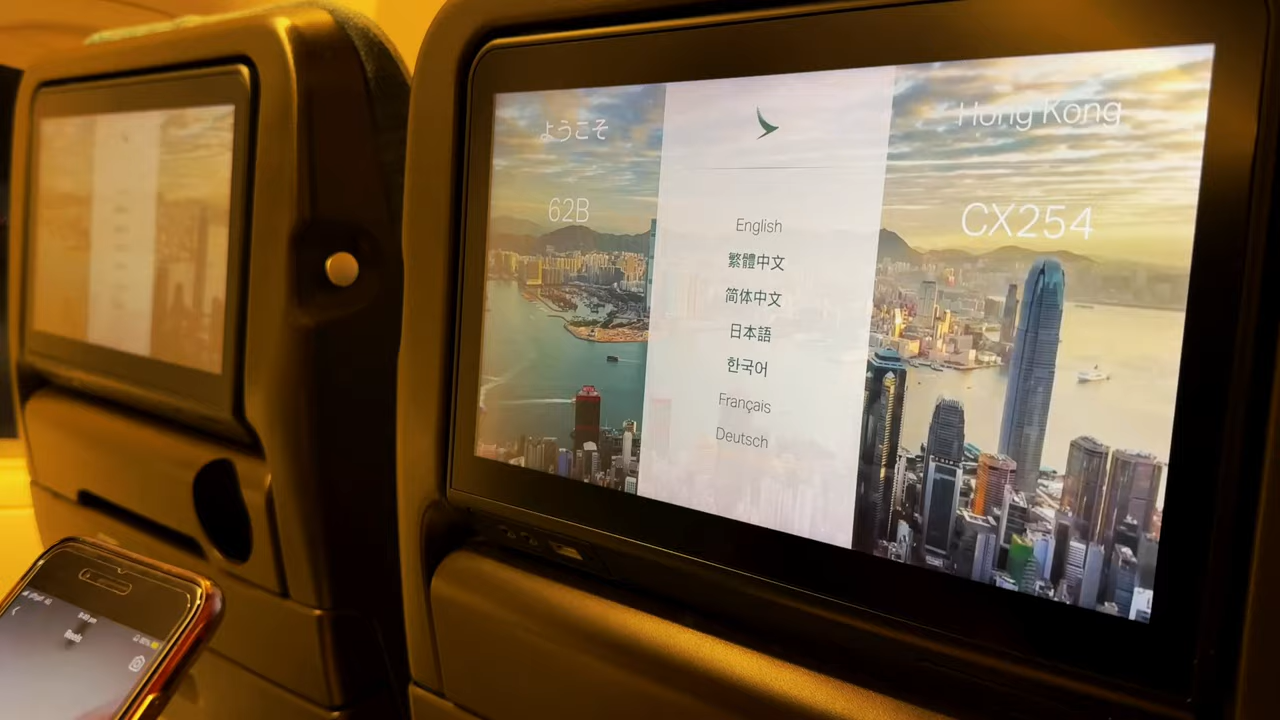 ようこそ
62B
English
繁體中文
简体中文
日本語
한국어
Français
Deutsch
Hong Kong
CX254
Reels